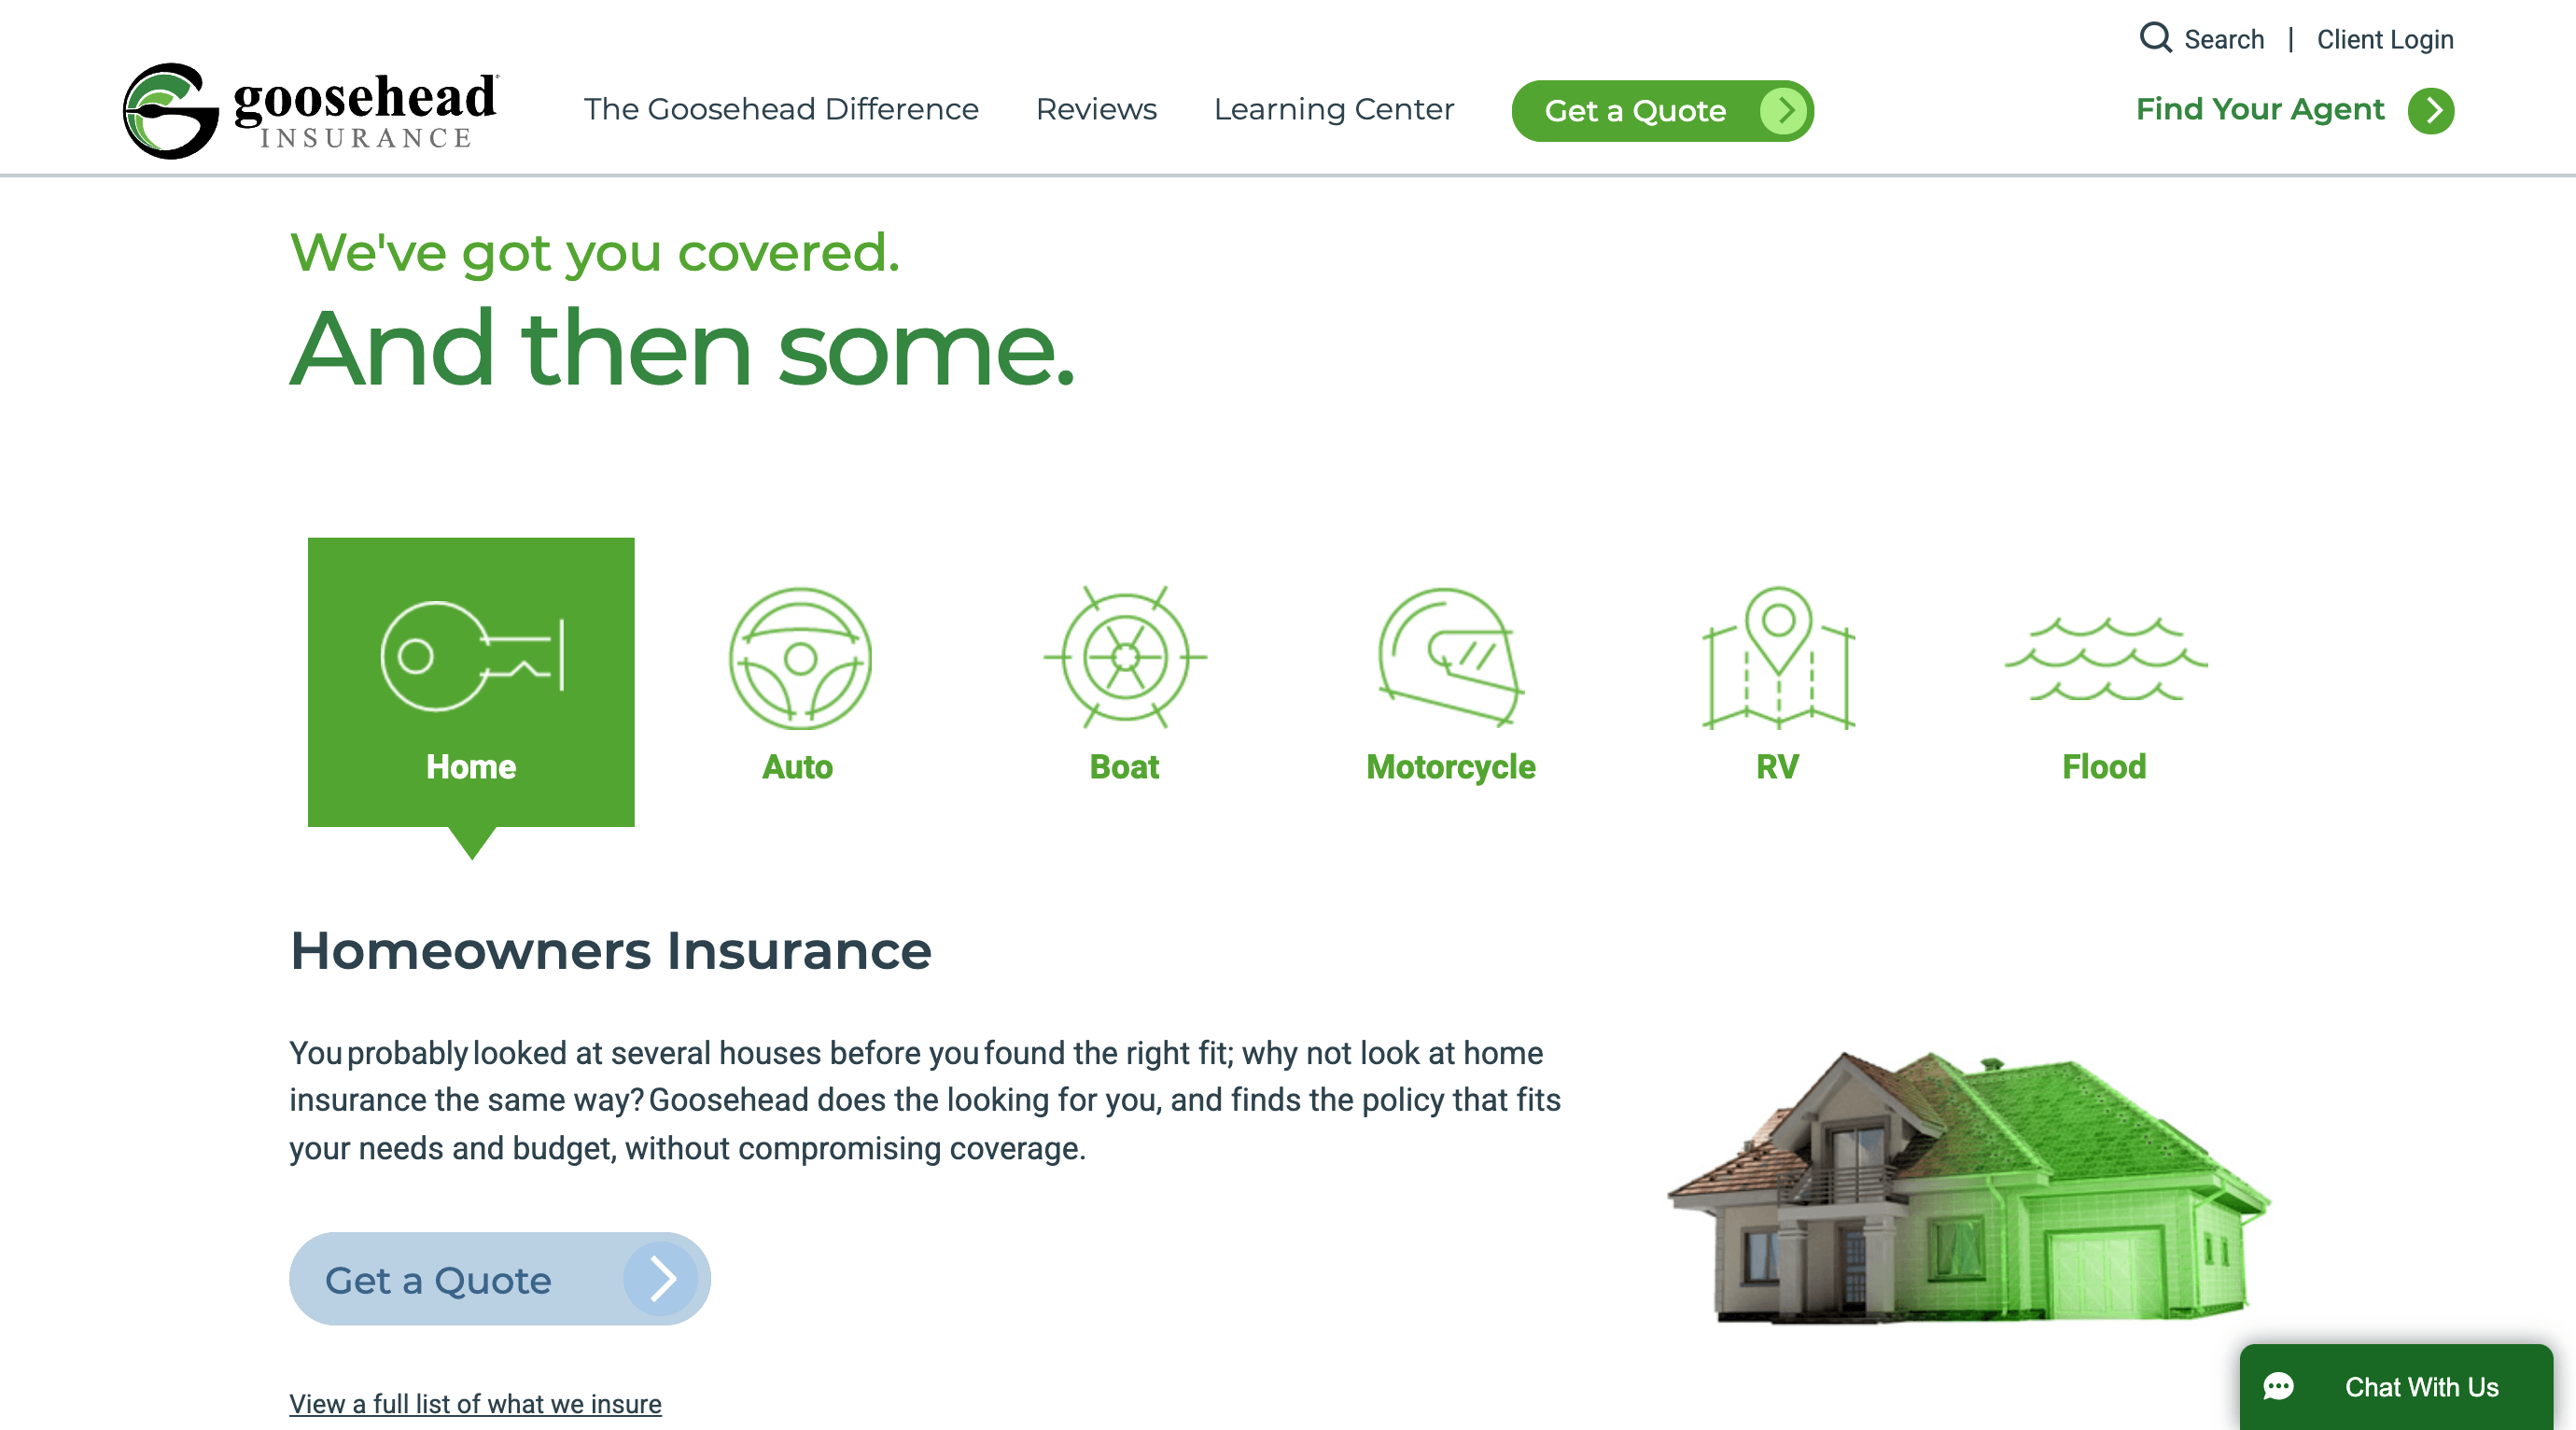 Search | Client Login
goosehead
INSURANCE
The Goosehead Difference
Reviews
Learning Center
Get a Quote
Find Your Agent
We've got you covered.
And then some.
Home
Auto
Boat
Motorcycle
RV
Flood
Homeowners Insurance
You probably looked at several houses before you found the right fit; why not look at home
insurance the same way? Goosehead does the looking for you, and finds the policy that fits
your needs and budget, without compromising coverage.
Get a Quote
View a full list of what we insure
Chat With Us